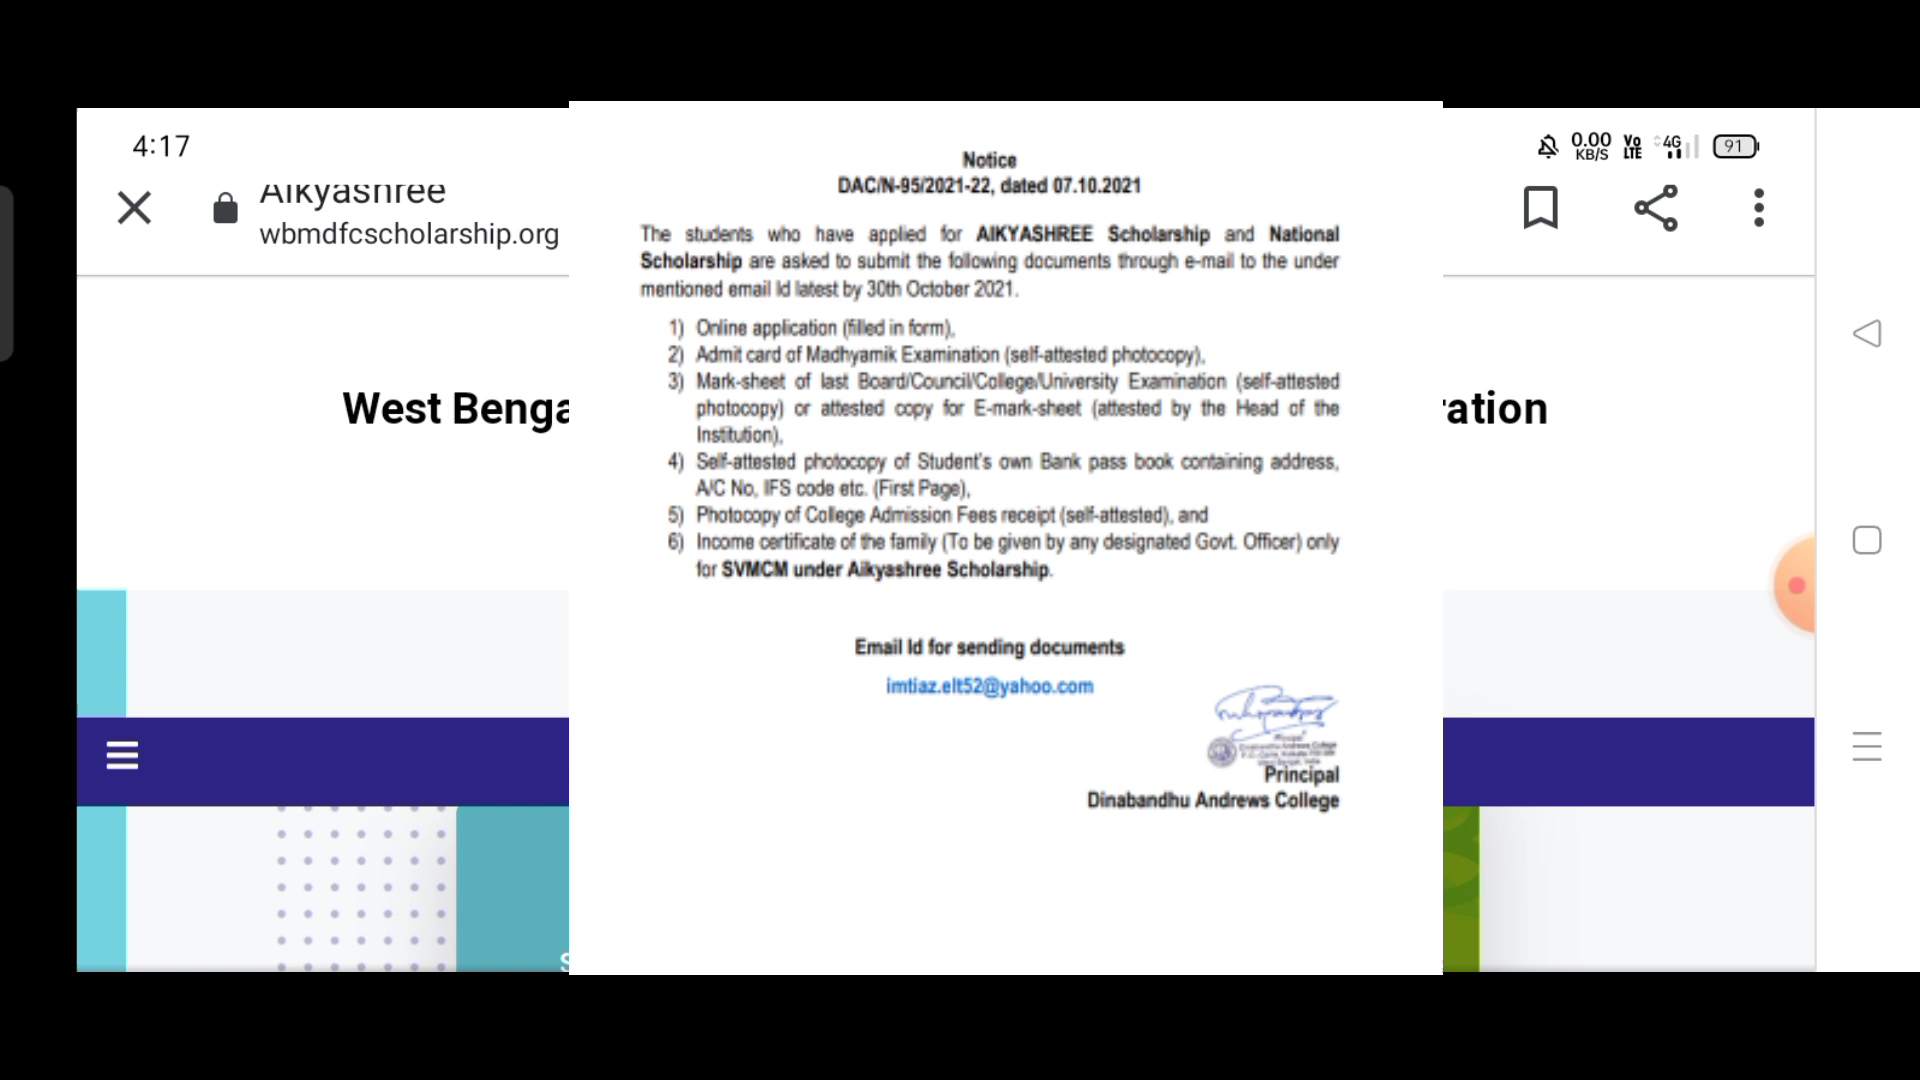 4:17
0.00
KB/S
Vo
LTE
4G
91
Aikyashree
wbmdfcscholarship.org
West Benga
ration
Notice
DAC/N-95/2021-22, dated 07.10.2021
The students who have applied for AIKYASHREE Scholarship and National
Scholarship are asked to submit the following documents through e-mail to the under
mentioned email Id latest by 30th October 2021.
1) Online application (filled in form),
2) Admit card of Madhyamik Examination (self-attested photocopy),
3) Mark-sheet of last Board/Council/College/University Examination (self-attested
photocopy) or attested copy for E-mark-sheet (attested by the Head of the
Institution),
4) Self-attested photocopy of Student's own Bank pass book containing address,
A/C No, IFS code etc. (First Page),
5) Photocopy of College Admission Fees receipt (self-attested), and
6) Income certificate of the family (To be given by any designated Govt. Officer) only
for SVMCM under Aikyashree Scholarship.
Email Id for sending documents
imtiaz.elt52@yahoo.com
Principal
Dinabandhu Andrews College
Principal
Dinabandhu Andrews College